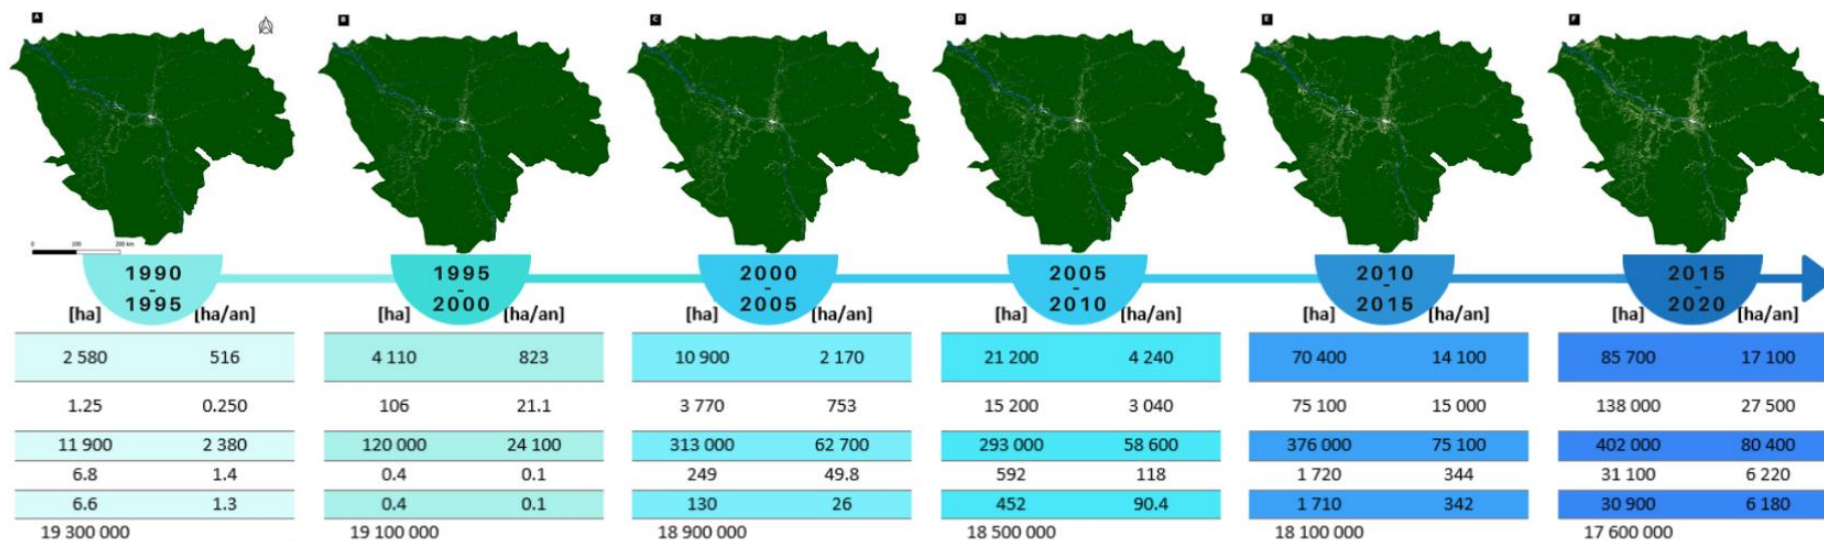 A B C D E F
0 100 200 km
1990 1995 2000 2005 2010 2015
- - - - - -
1995 2000 2005 2010 2015 2020
[ha] [ha/an] [ha] [ha/an] [ha] [ha/an] [ha] [ha/an] [ha] [ha/an] [ha] [ha/an]
2 580 516 4 110 823 10 900 2 170 21 200 4 240 70 400 14 100 85 700 17 100
1.25 0.250 106 21.1 3 770 753 15 200 3 040 75 100 15 000 138 000 27 500
11 900 2 380 120 000 24 100 313 000 62 700 293 000 58 600 376 000 75 100 402 000 80 400
6.8 1.4 0.4 0.1 249 49.8 592 118 1 720 344 31 100 6 220
6.6 1.3 0.4 0.1 130 26 452 90.4 1 710 342 30 900 6 180
19 300 000 19 100 000 18 900 000 18 500 000 18 100 000 17 600 000